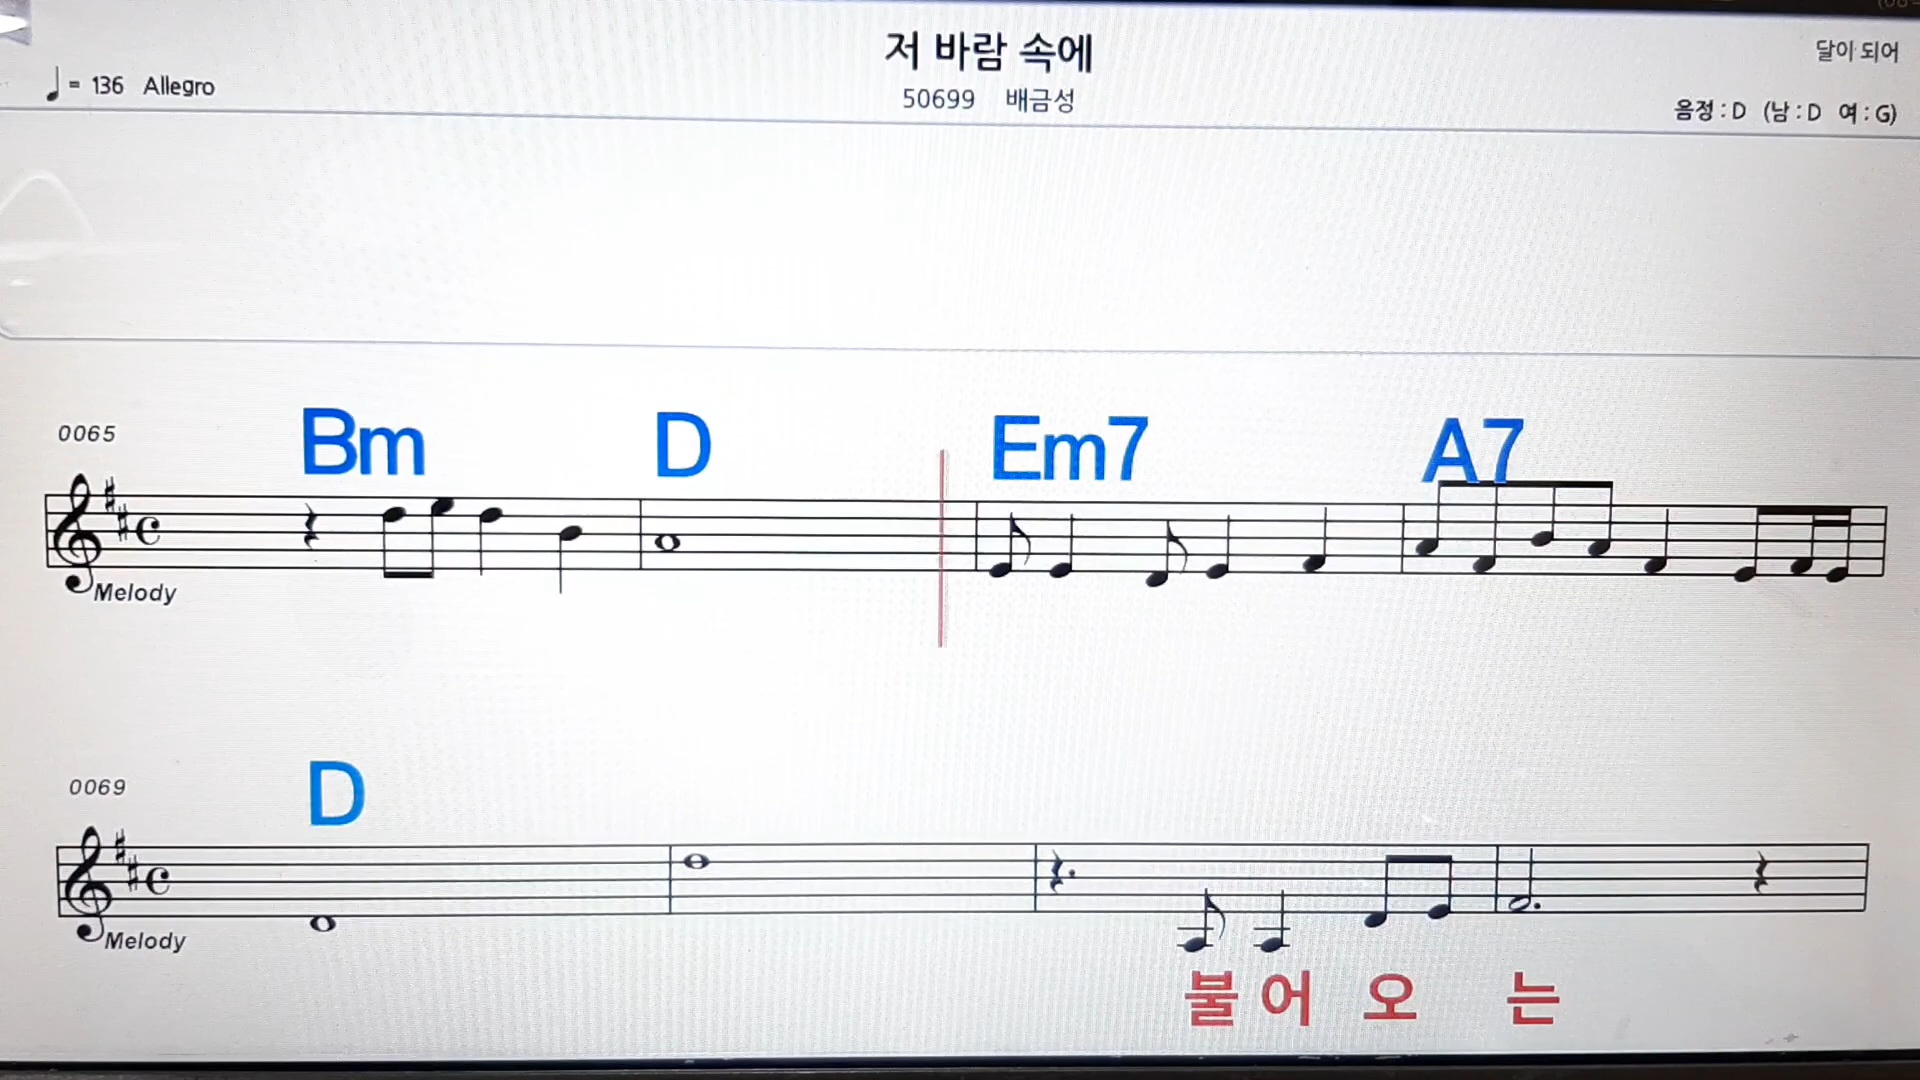 저 바람 속에
달이 되어
♩ = 136 Allegro
50699 배금성
음정 : D (남 : D 여 : G)
0065
Bm D Em7 A7
Melody
0069
D
Melody
불어 오 는